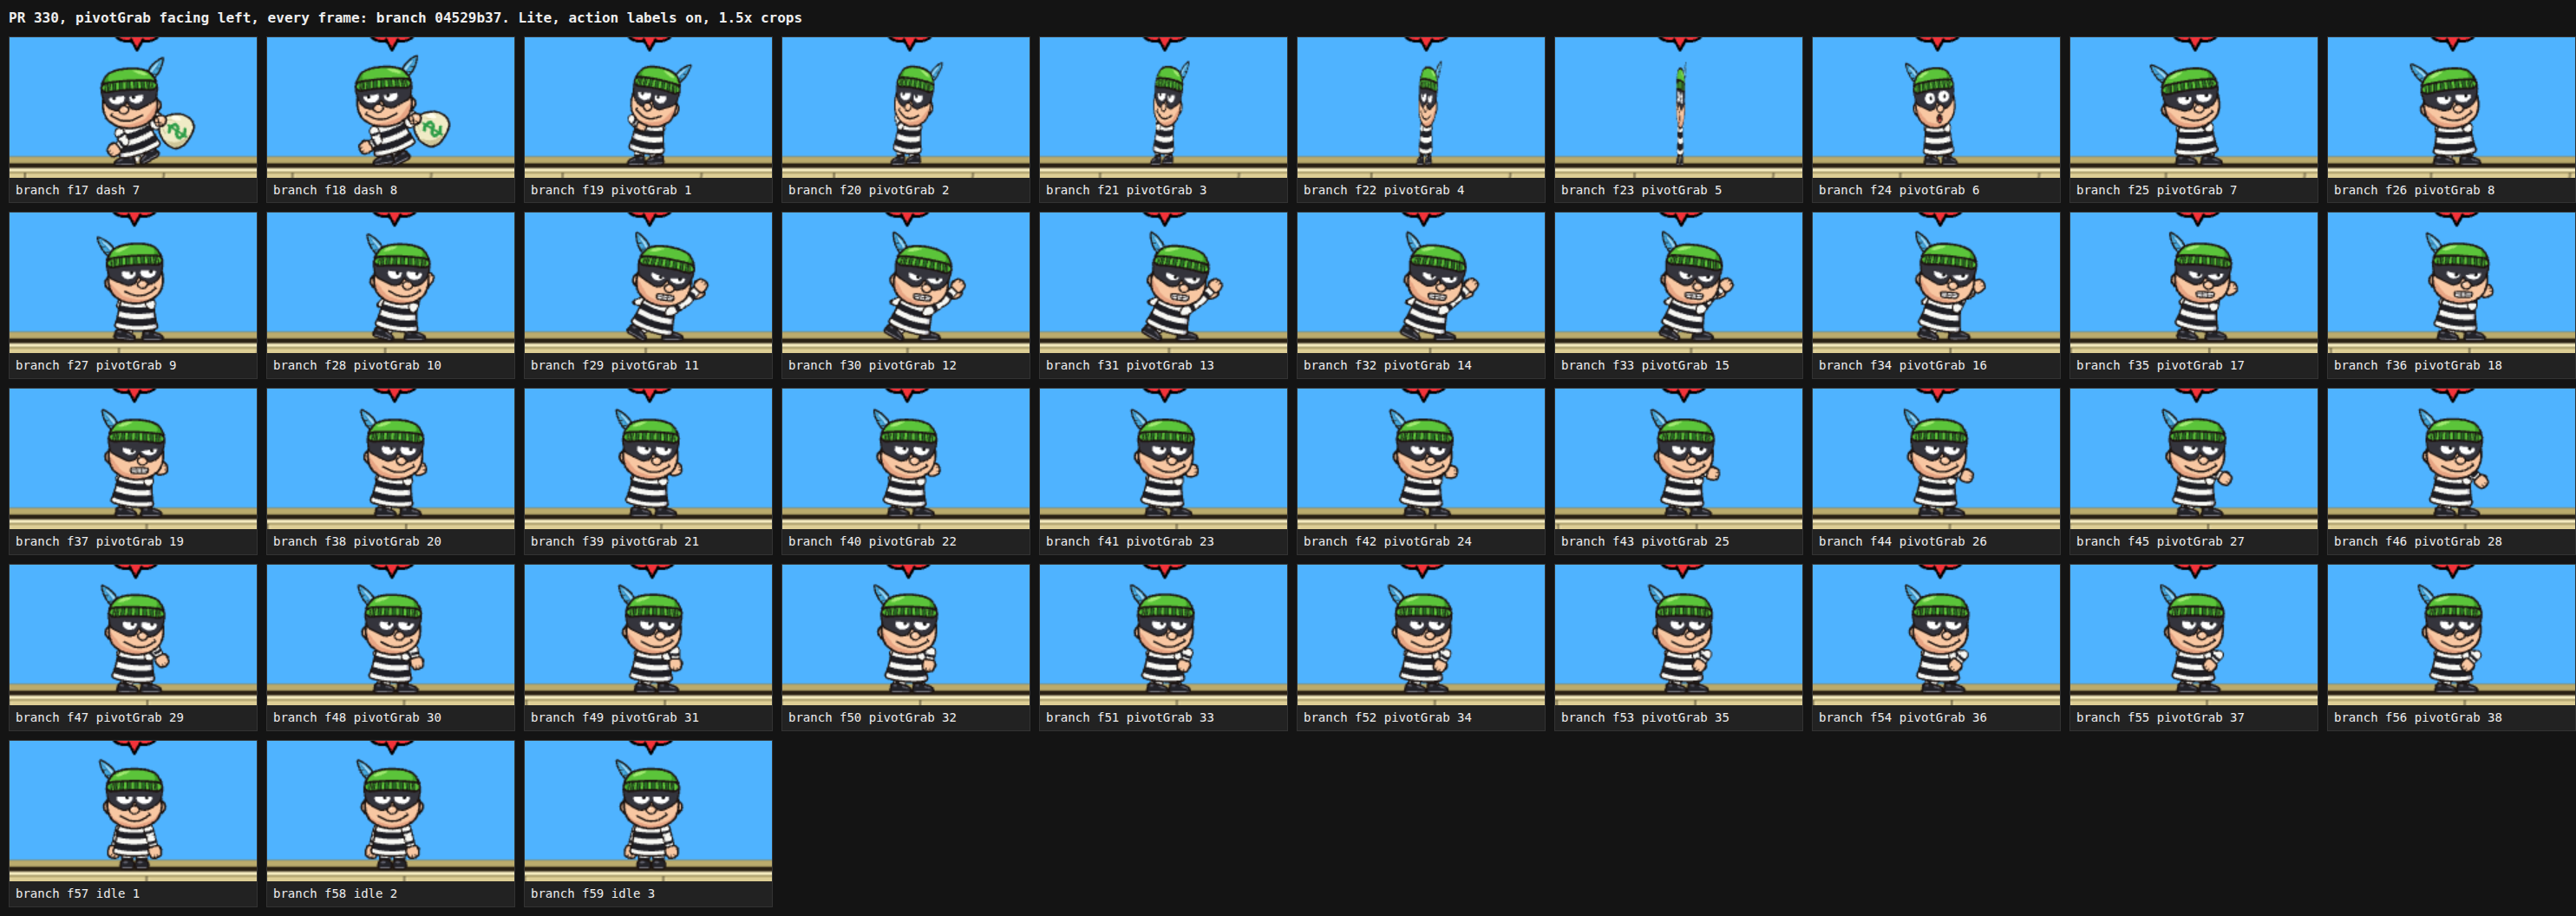 PR 330, pivotGrab facing left, every frame: branch 04529b37. Lite, action labels on, 1.5x crops
branch f17 dash 7
branch f18 dash 8
branch f19 pivotGrab 1
branch f20 pivotGrab 2
branch f21 pivotGrab 3
branch f22 pivotGrab 4
branch f23 pivotGrab 5
branch f24 pivotGrab 6
branch f25 pivotGrab 7
branch f26 pivotGrab 8
branch f27 pivotGrab 9
branch f28 pivotGrab 10
branch f29 pivotGrab 11
branch f30 pivotGrab 12
branch f31 pivotGrab 13
branch f32 pivotGrab 14
branch f33 pivotGrab 15
branch f34 pivotGrab 16
branch f35 pivotGrab 17
branch f36 pivotGrab 18
branch f37 pivotGrab 19
branch f38 pivotGrab 20
branch f39 pivotGrab 21
branch f40 pivotGrab 22
branch f41 pivotGrab 23
branch f42 pivotGrab 24
branch f43 pivotGrab 25
branch f44 pivotGrab 26
branch f45 pivotGrab 27
branch f46 pivotGrab 28
branch f47 pivotGrab 29
branch f48 pivotGrab 30
branch f49 pivotGrab 31
branch f50 pivotGrab 32
branch f51 pivotGrab 33
branch f52 pivotGrab 34
branch f53 pivotGrab 35
branch f54 pivotGrab 36
branch f55 pivotGrab 37
branch f56 pivotGrab 38
branch f57 idle 1
branch f58 idle 2
branch f59 idle 3